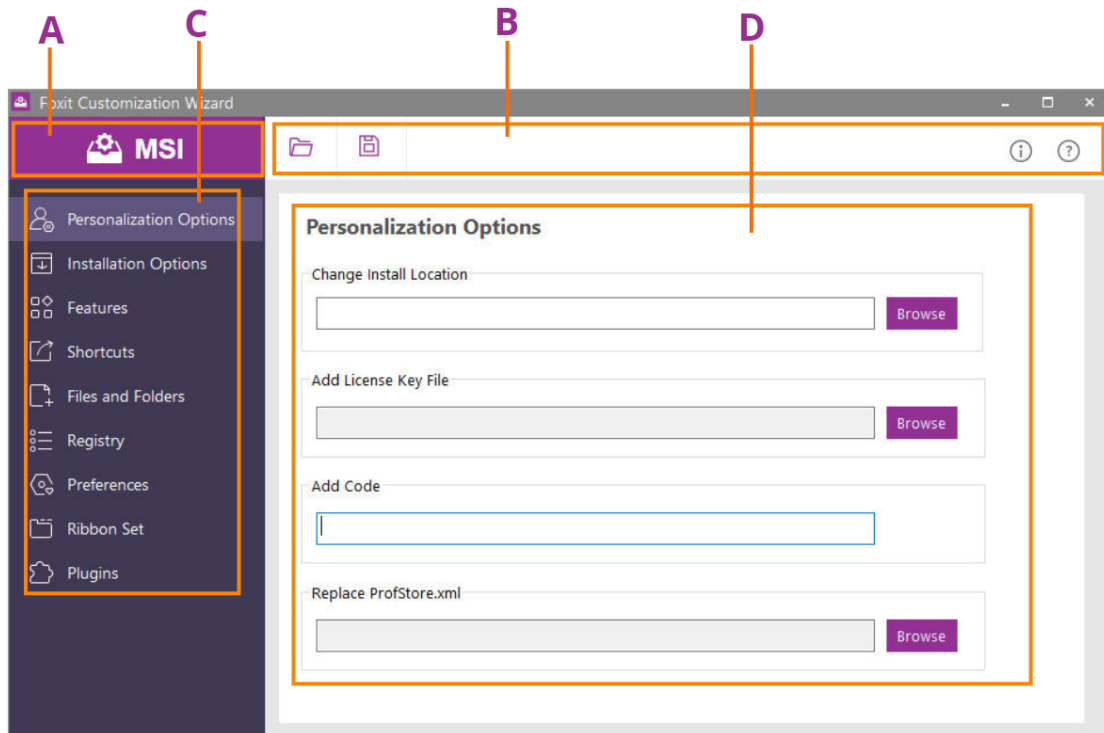 A
C
B
D
Foxit Customization Wizard
MSI
Personalization Options
Installation Options
Features
Shortcuts
Files and Folders
Registry
Preferences
Ribbon Set
Plugins
Personalization Options
Change Install Location
Browse
Add License Key File
Browse
Add Code
Replace ProfStore.xml
Browse